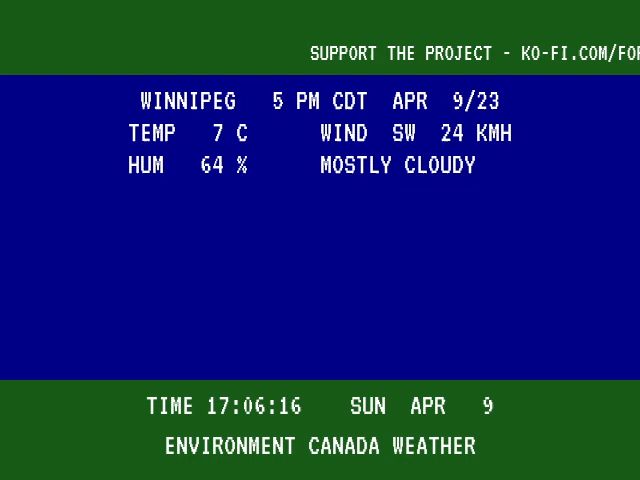 SUPPORT THE PROJECT - KO-FI.COM/FOR
WINNIPEG 5 PM CDT APR 9/23
TEMP 7 C WIND SW 24 KMH
HUM 64 % MOSTLY CLOUDY
TIME 17:06:16 SUN APR 9
ENVIRONMENT CANADA WEATHER